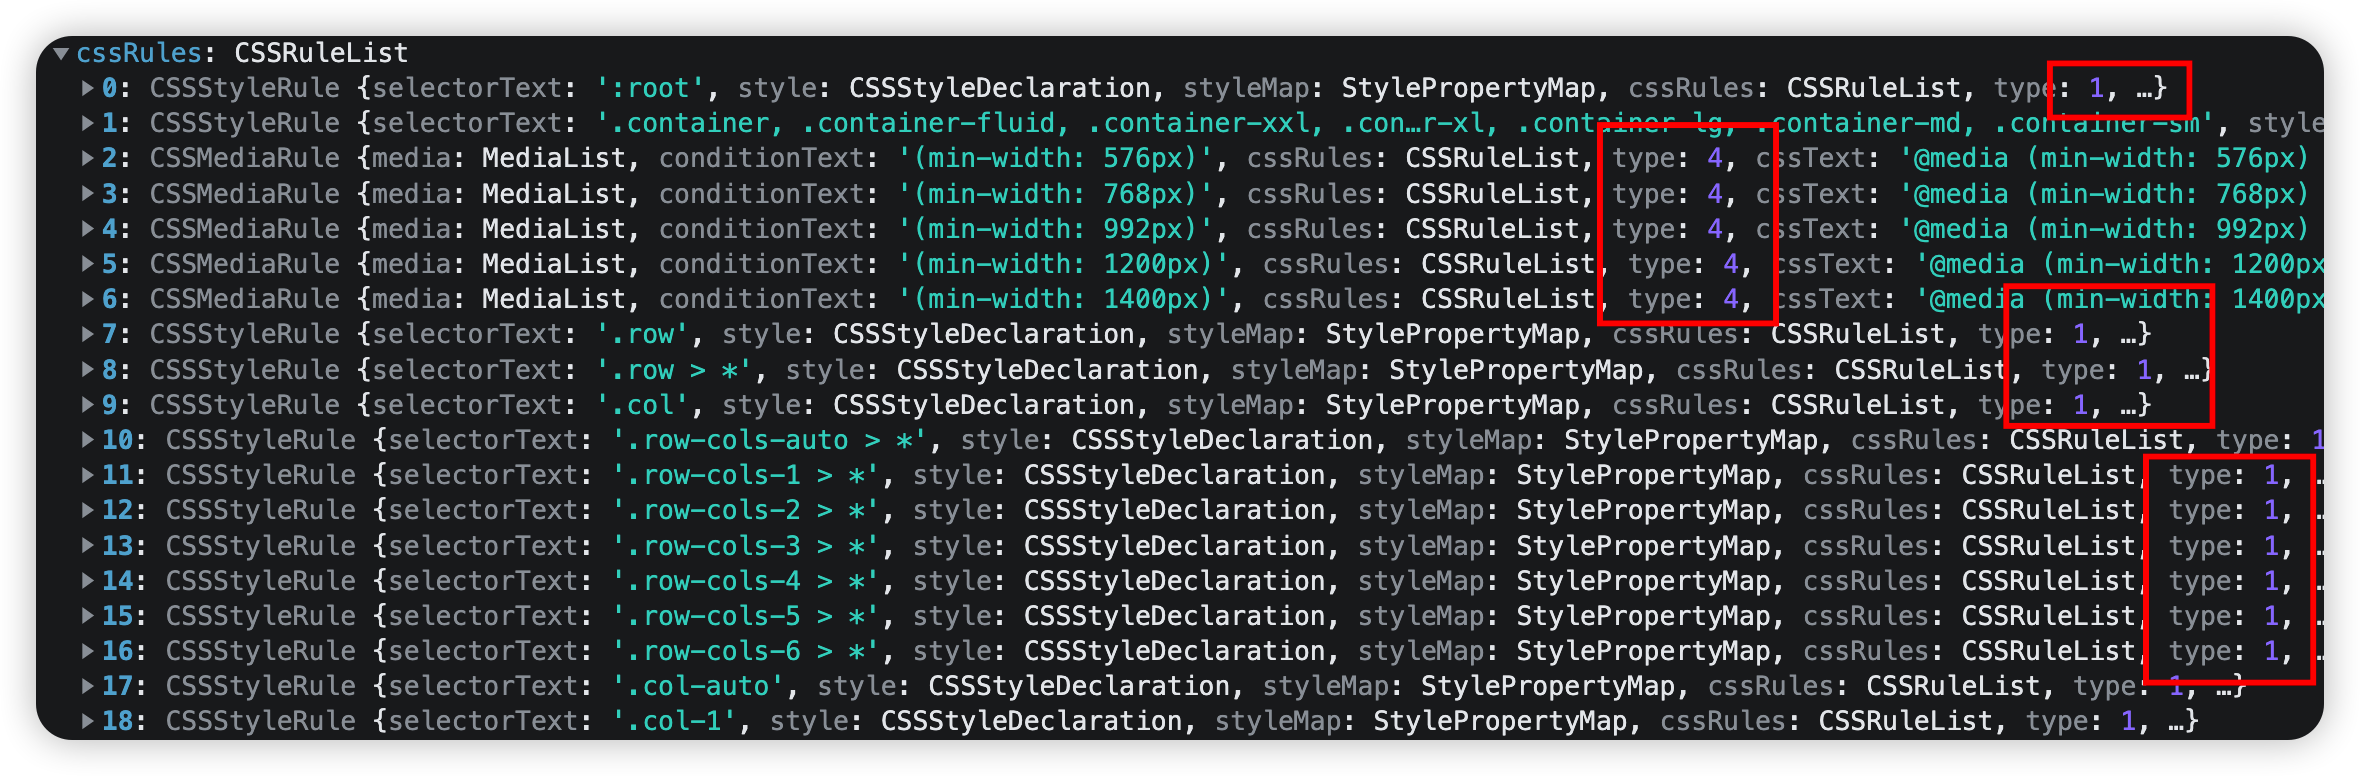 ▼cssRules: CSSRuleList
▶0: CSSStyleRule {selectorText: ':root', style: CSSStyleDeclaration, styleMap: StylePropertyMap, cssRules: CSSRuleList, type: 1, …}
▶1: CSSStyleRule {selectorText: '.container, .container-fluid, .container-xxl, .con…r-xl, .container-lg, .container-md, .container-sm', style
▶2: CSSMediaRule {media: MediaList, conditionText: '(min-width: 576px)', cssRules: CSSRuleList, type: 4, cssText: '@media (min-width: 576px)
▶3: CSSMediaRule {media: MediaList, conditionText: '(min-width: 768px)', cssRules: CSSRuleList, type: 4, cssText: '@media (min-width: 768px)
▶4: CSSMediaRule {media: MediaList, conditionText: '(min-width: 992px)', cssRules: CSSRuleList, type: 4, cssText: '@media (min-width: 992px)
▶5: CSSMediaRule {media: MediaList, conditionText: '(min-width: 1200px)', cssRules: CSSRuleList, type: 4, cssText: '@media (min-width: 1200px
▶6: CSSMediaRule {media: MediaList, conditionText: '(min-width: 1400px)', cssRules: CSSRuleList, type: 4, cssText: '@media (min-width: 1400px
▶7: CSSStyleRule {selectorText: '.row', style: CSSStyleDeclaration, styleMap: StylePropertyMap, cssRules: CSSRuleList, type: 1, …}
▶8: CSSStyleRule {selectorText: '.row > *', style: CSSStyleDeclaration, styleMap: StylePropertyMap, cssRules: CSSRuleList, type: 1, …}
▶9: CSSStyleRule {selectorText: '.col', style: CSSStyleDeclaration, styleMap: StylePropertyMap, cssRules: CSSRuleList, type: 1, …}
▶10: CSSStyleRule {selectorText: '.row-cols-auto > *', style: CSSStyleDeclaration, styleMap: StylePropertyMap, cssRules: CSSRuleList, type: 1
▶11: CSSStyleRule {selectorText: '.row-cols-1 > *', style: CSSStyleDeclaration, styleMap: StylePropertyMap, cssRules: CSSRuleList, type: 1, …
▶12: CSSStyleRule {selectorText: '.row-cols-2 > *', style: CSSStyleDeclaration, styleMap: StylePropertyMap, cssRules: CSSRuleList, type: 1, …
▶13: CSSStyleRule {selectorText: '.row-cols-3 > *', style: CSSStyleDeclaration, styleMap: StylePropertyMap, cssRules: CSSRuleList, type: 1, …
▶14: CSSStyleRule {selectorText: '.row-cols-4 > *', style: CSSStyleDeclaration, styleMap: StylePropertyMap, cssRules: CSSRuleList, type: 1, …
▶15: CSSStyleRule {selectorText: '.row-cols-5 > *', style: CSSStyleDeclaration, styleMap: StylePropertyMap, cssRules: CSSRuleList, type: 1, …
▶16: CSSStyleRule {selectorText: '.row-cols-6 > *', style: CSSStyleDeclaration, styleMap: StylePropertyMap, cssRules: CSSRuleList, type: 1, …
▶17: CSSStyleRule {selectorText: '.col-auto', style: CSSStyleDeclaration, styleMap: StylePropertyMap, cssRules: CSSRuleList, type: 1, …}
▶18: CSSStyleRule {selectorText: '.col-1', style: CSSStyleDeclaration, styleMap: StylePropertyMap, cssRules: CSSRuleList, type: 1, …}